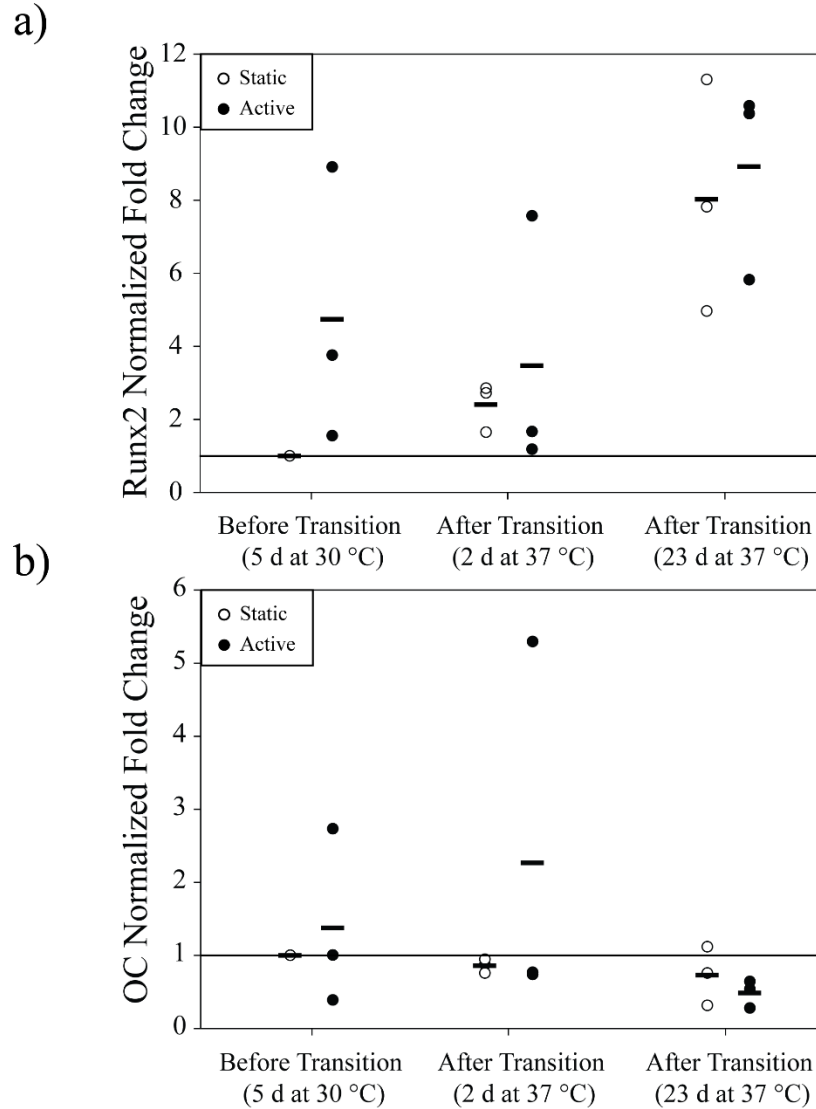 a)
Runx2 Normalized Fold Change
12
10
8
6
4
2
0
Static
Active
Before Transition
(5 d at 30 °C)
After Transition
(2 d at 37 °C)
After Transition
(23 d at 37 °C)
b)
OC Normalized Fold Change
6
5
4
3
2
1
0
Static
Active
Before Transition
(5 d at 30 °C)
After Transition
(2 d at 37 °C)
After Transition
(23 d at 37 °C)